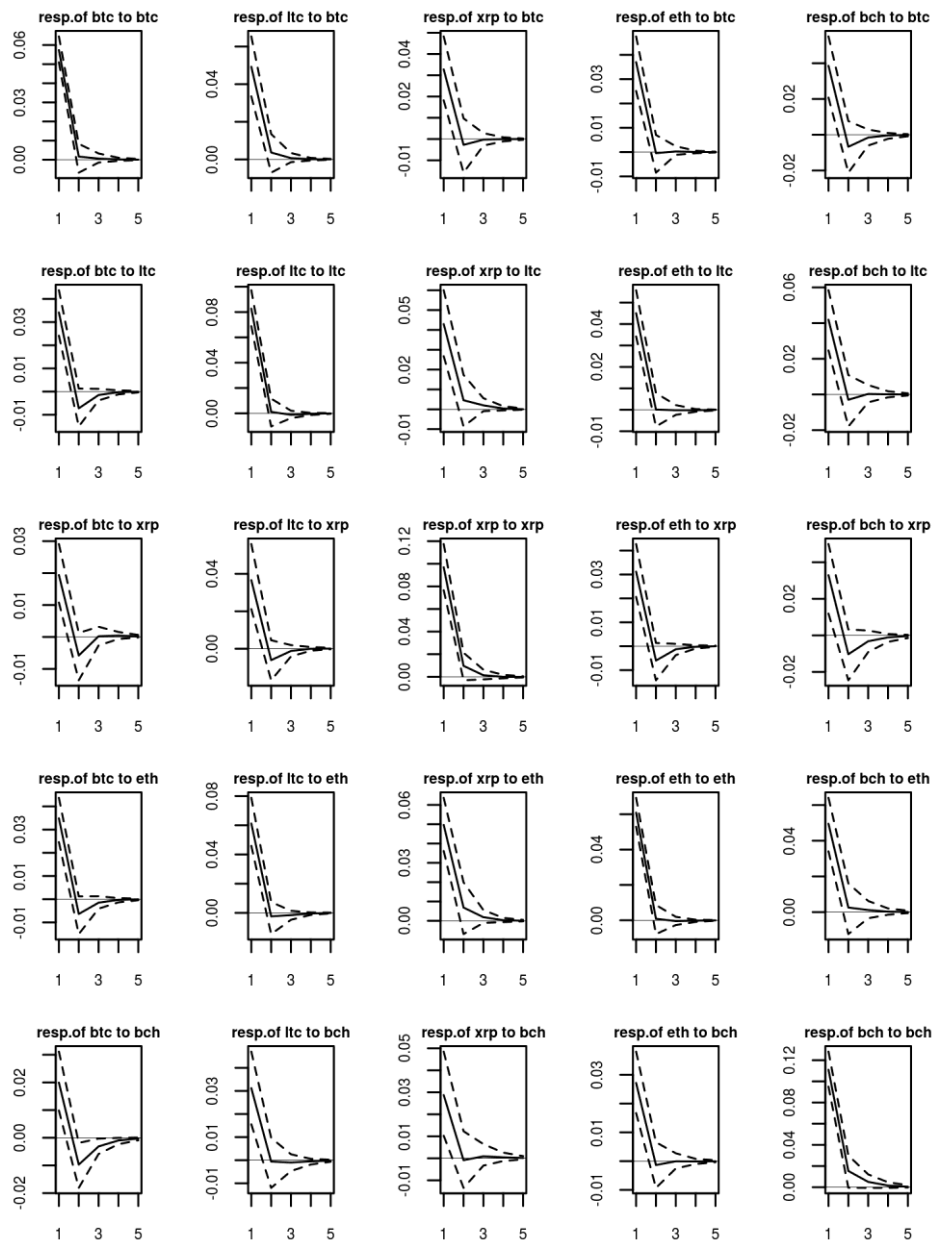 resp.of btc to btc resp.of ltc to btc resp.of xrp to btc resp.of eth to btc resp.of bch to btc
0.00 0.03 0.06 0.00 0.04 -0.01 0.02 0.04 -0.01 0.01 0.03 -0.02 0.02
1 3 5 1 3 5 1 3 5 1 3 5 1 3 5
resp.of btc to ltc resp.of ltc to ltc resp.of xrp to ltc resp.of eth to ltc resp.of bch to ltc
-0.01 0.01 0.03 0.00 0.04 0.08 -0.01 0.02 0.05 -0.01 0.02 0.04 -0.02 0.02 0.06
1 3 5 1 3 5 1 3 5 1 3 5 1 3 5
resp.of btc to xrp resp.of ltc to xrp resp.of xrp to xrp resp.of eth to xrp resp.of bch to xrp
-0.01 0.01 0.03 0.00 0.04 0.00 0.04 0.08 0.12 -0.01 0.01 0.03 -0.02 0.02
1 3 5 1 3 5 1 3 5 1 3 5 1 3 5
resp.of btc to eth resp.of ltc to eth resp.of xrp to eth resp.of eth to eth resp.of bch to eth
-0.01 0.01 0.03 0.00 0.04 0.08 0.00 0.03 0.06 0.00 0.04 0.00 0.04
1 3 5 1 3 5 1 3 5 1 3 5 1 3 5
resp.of btc to bch resp.of ltc to bch resp.of xrp to bch resp.of eth to bch resp.of bch to bch
-0.02 0.00 0.02 -0.01 0.01 0.03 -0.01 0.01 0.03 0.05 -0.01 0.01 0.03 0.00 0.04 0.08 0.12
1 3 5 1 3 5 1 3 5 1 3 5 1 3 5